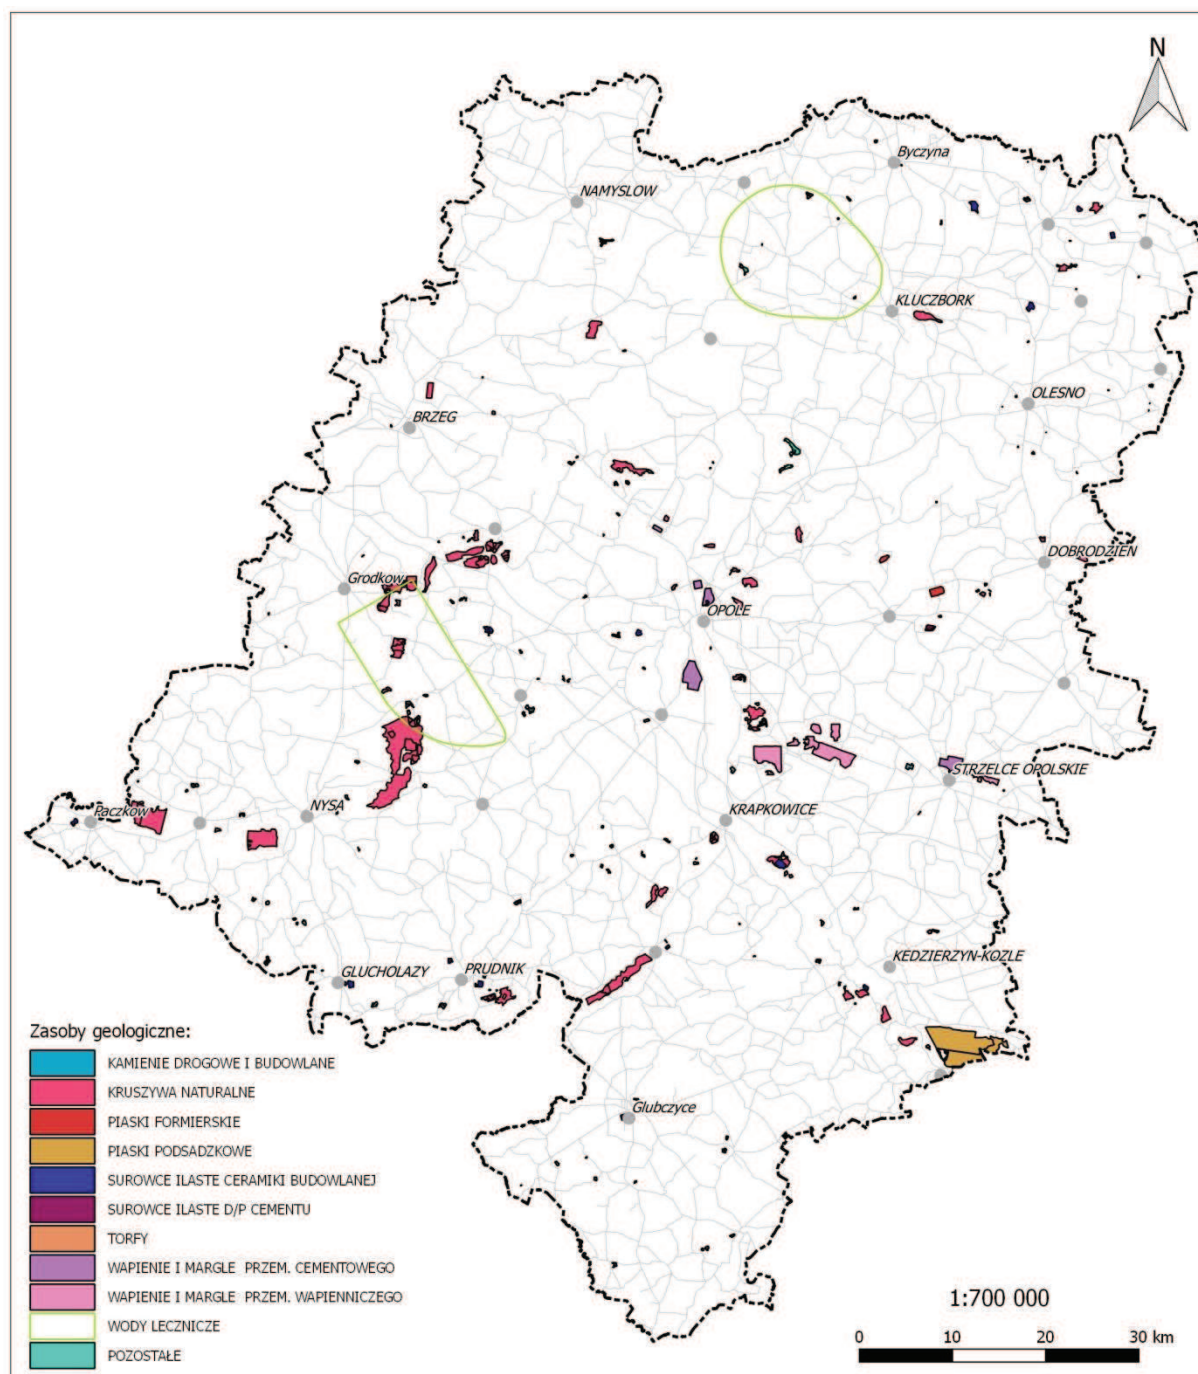 N
Byczyna
NAMYSLOW
KLUCZBORK
OLESNO
BRZEG
DOBRODZIEN
Grodkow
OPOLE
STRZELCE OPOLSKIE
Paczkow
NYSA
KRAPKOWICE
KEDZIERZYN-KOZLE
GLUCHOLAZY
PRUDNIK
Glubczyce
Zasoby geologiczne:
KAMIENIE DROGOWE I BUDOWLANE
KRUSZYWA NATURALNE
PIASKI FORMIERSKIE
PIASKI PODSADZKOWE
SUROWCE ILASTE CERAMIKI BUDOWLANEJ
SUROWCE ILASTE D/P CEMENTU
TORFY
WAPIENIE I MARGLE PRZEM. CEMENTOWEGO
WAPIENIE I MARGLE PRZEM. WAPIENNICZEGO
WODY LECZNICZE
POZOSTAŁE
1:700 000
0 10 20 30 km